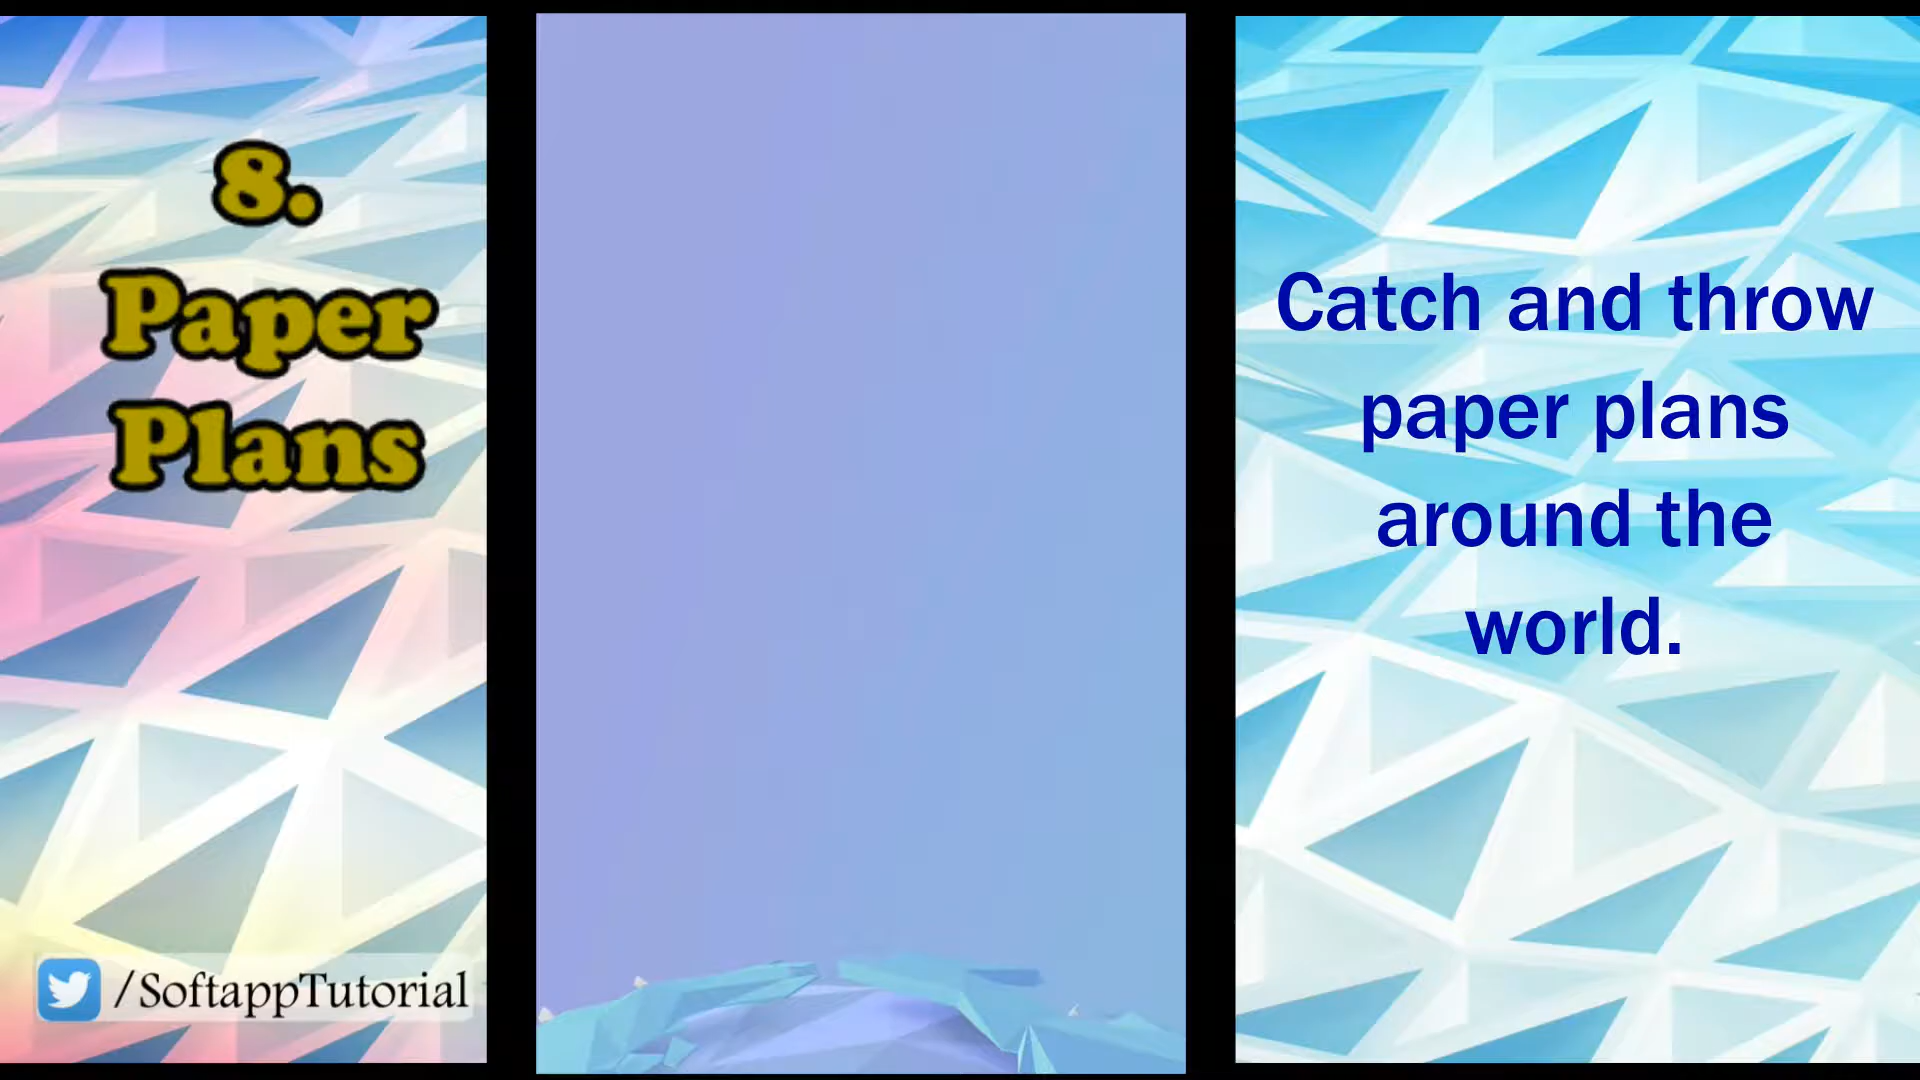 8.
Paper
Plans
/SoftappTutorial
Catch and throw
paper plans
around the
world.